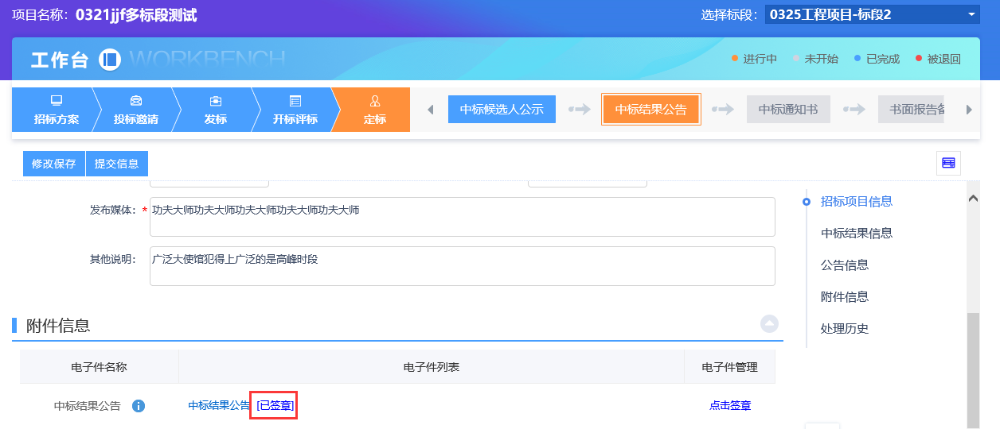 项目名称： 0321jjf多标段测试
选择标段： 0325工程项目-标段2
工作台 WORKBENCH
进行中 未开始 已完成 被退回
招标方案 投标邀请 发标 开标评标 定标
中标候选人公示 中标结果公告 中标通知书 书面报告备
修改保存 提交信息
发布媒体： * 功夫大师功夫大师功夫大师功夫大师功夫大师
其他说明： 广泛大使馆犯得上广泛的是高峰时段
招标项目信息
中标结果信息
公告信息
附件信息
处理历史
附件信息
电子件名称 电子件列表 电子件管理
中标结果公告 中标结果公告 [已签章] 点击签章